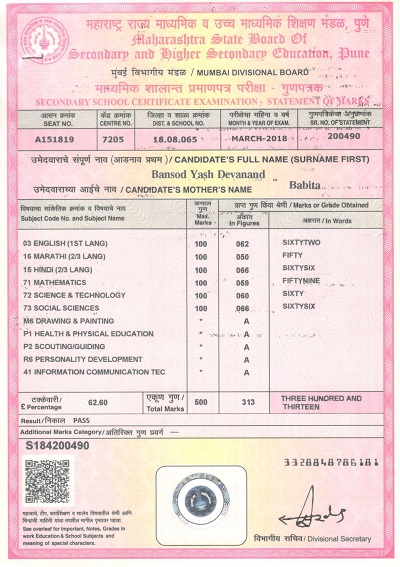 महाराष्ट्र राज्य माध्यमिक व उच्च माध्यमिक शिक्षण मंडळ, पुणे
Maharashtra State Board Of
Secondary and Higher Secondary Education, Pune
मुंबई विभागीय मंडळ / MUMBAI DIVISIONAL BOARD
माध्यमिक शालान्त प्रमाणपत्र परीक्षा - गुणपत्रक
SECONDARY SCHOOL CERTIFICATE EXAMINATION - STATEMENT OF MARKS
आसन क्रमांक केंद्र क्रमांक जिल्हा व शाळा क्रमांक परीक्षेचा महिना व वर्ष गुणपत्रिकेचा अनुक्रमांक
SEAT NO. CENTRE NO. DIST. & SCHOOL NO. MONTH & YEAR OF EXAM. SR. NO. OF STATEMENT
A151819 7205 18.08.065 MARCH-2018 200490
उमेदवाराचे संपूर्ण नाव (आडनाव प्रथम) / CANDIDATE'S FULL NAME (SURNAME FIRST)
Bansod Yash Devanand
उमेदवाराच्या आईचे नाव / CANDIDATE'S MOTHER'S NAME Babita
विषयाचा सांकेतिक क्रमांक व विषयाचे नाव
Subject Code No. and Subject Name
कमाल गुण Max. Marks
प्राप्त गुण किंवा श्रेणी / Marks or Grade Obtained
अंकात In Figures अक्षरात / In Words
03 ENGLISH (1ST LANG) 100 062 SIXTYTWO
16 MARATHI (2/3 LANG) 100 050 FIFTY
15 HINDI (2/3 LANG) 100 066 SIXTYSIX
71 MATHEMATICS 100 059 FIFTYNINE
72 SCIENCE & TECHNOLOGY 100 060 SIXTY
73 SOCIAL SCIENCES 100 066 SIXTYSIX
M6 DRAWING & PAINTING * A
P1 HEALTH & PHYSICAL EDUCATION * A
P2 SCOUTING/GUIDING * A
R6 PERSONALITY DEVELOPMENT * A
41 INFORMATION COMMUNICATION TEC * A
टक्केवारी / £ Percentage 62.60 एकूण गुण / Total Marks 500 313 THREE HUNDRED AND THIRTEEN
Result/निकाल PASS
Additional Marks Category/अतिरिक्त गुण प्रवर्ग —
S184200490
3328848786181
See overleaf for Important, Notes, Grades in
work Education & School Subjects and
meaning of special characters.
विभागीय सचिव / Divisional Secretary